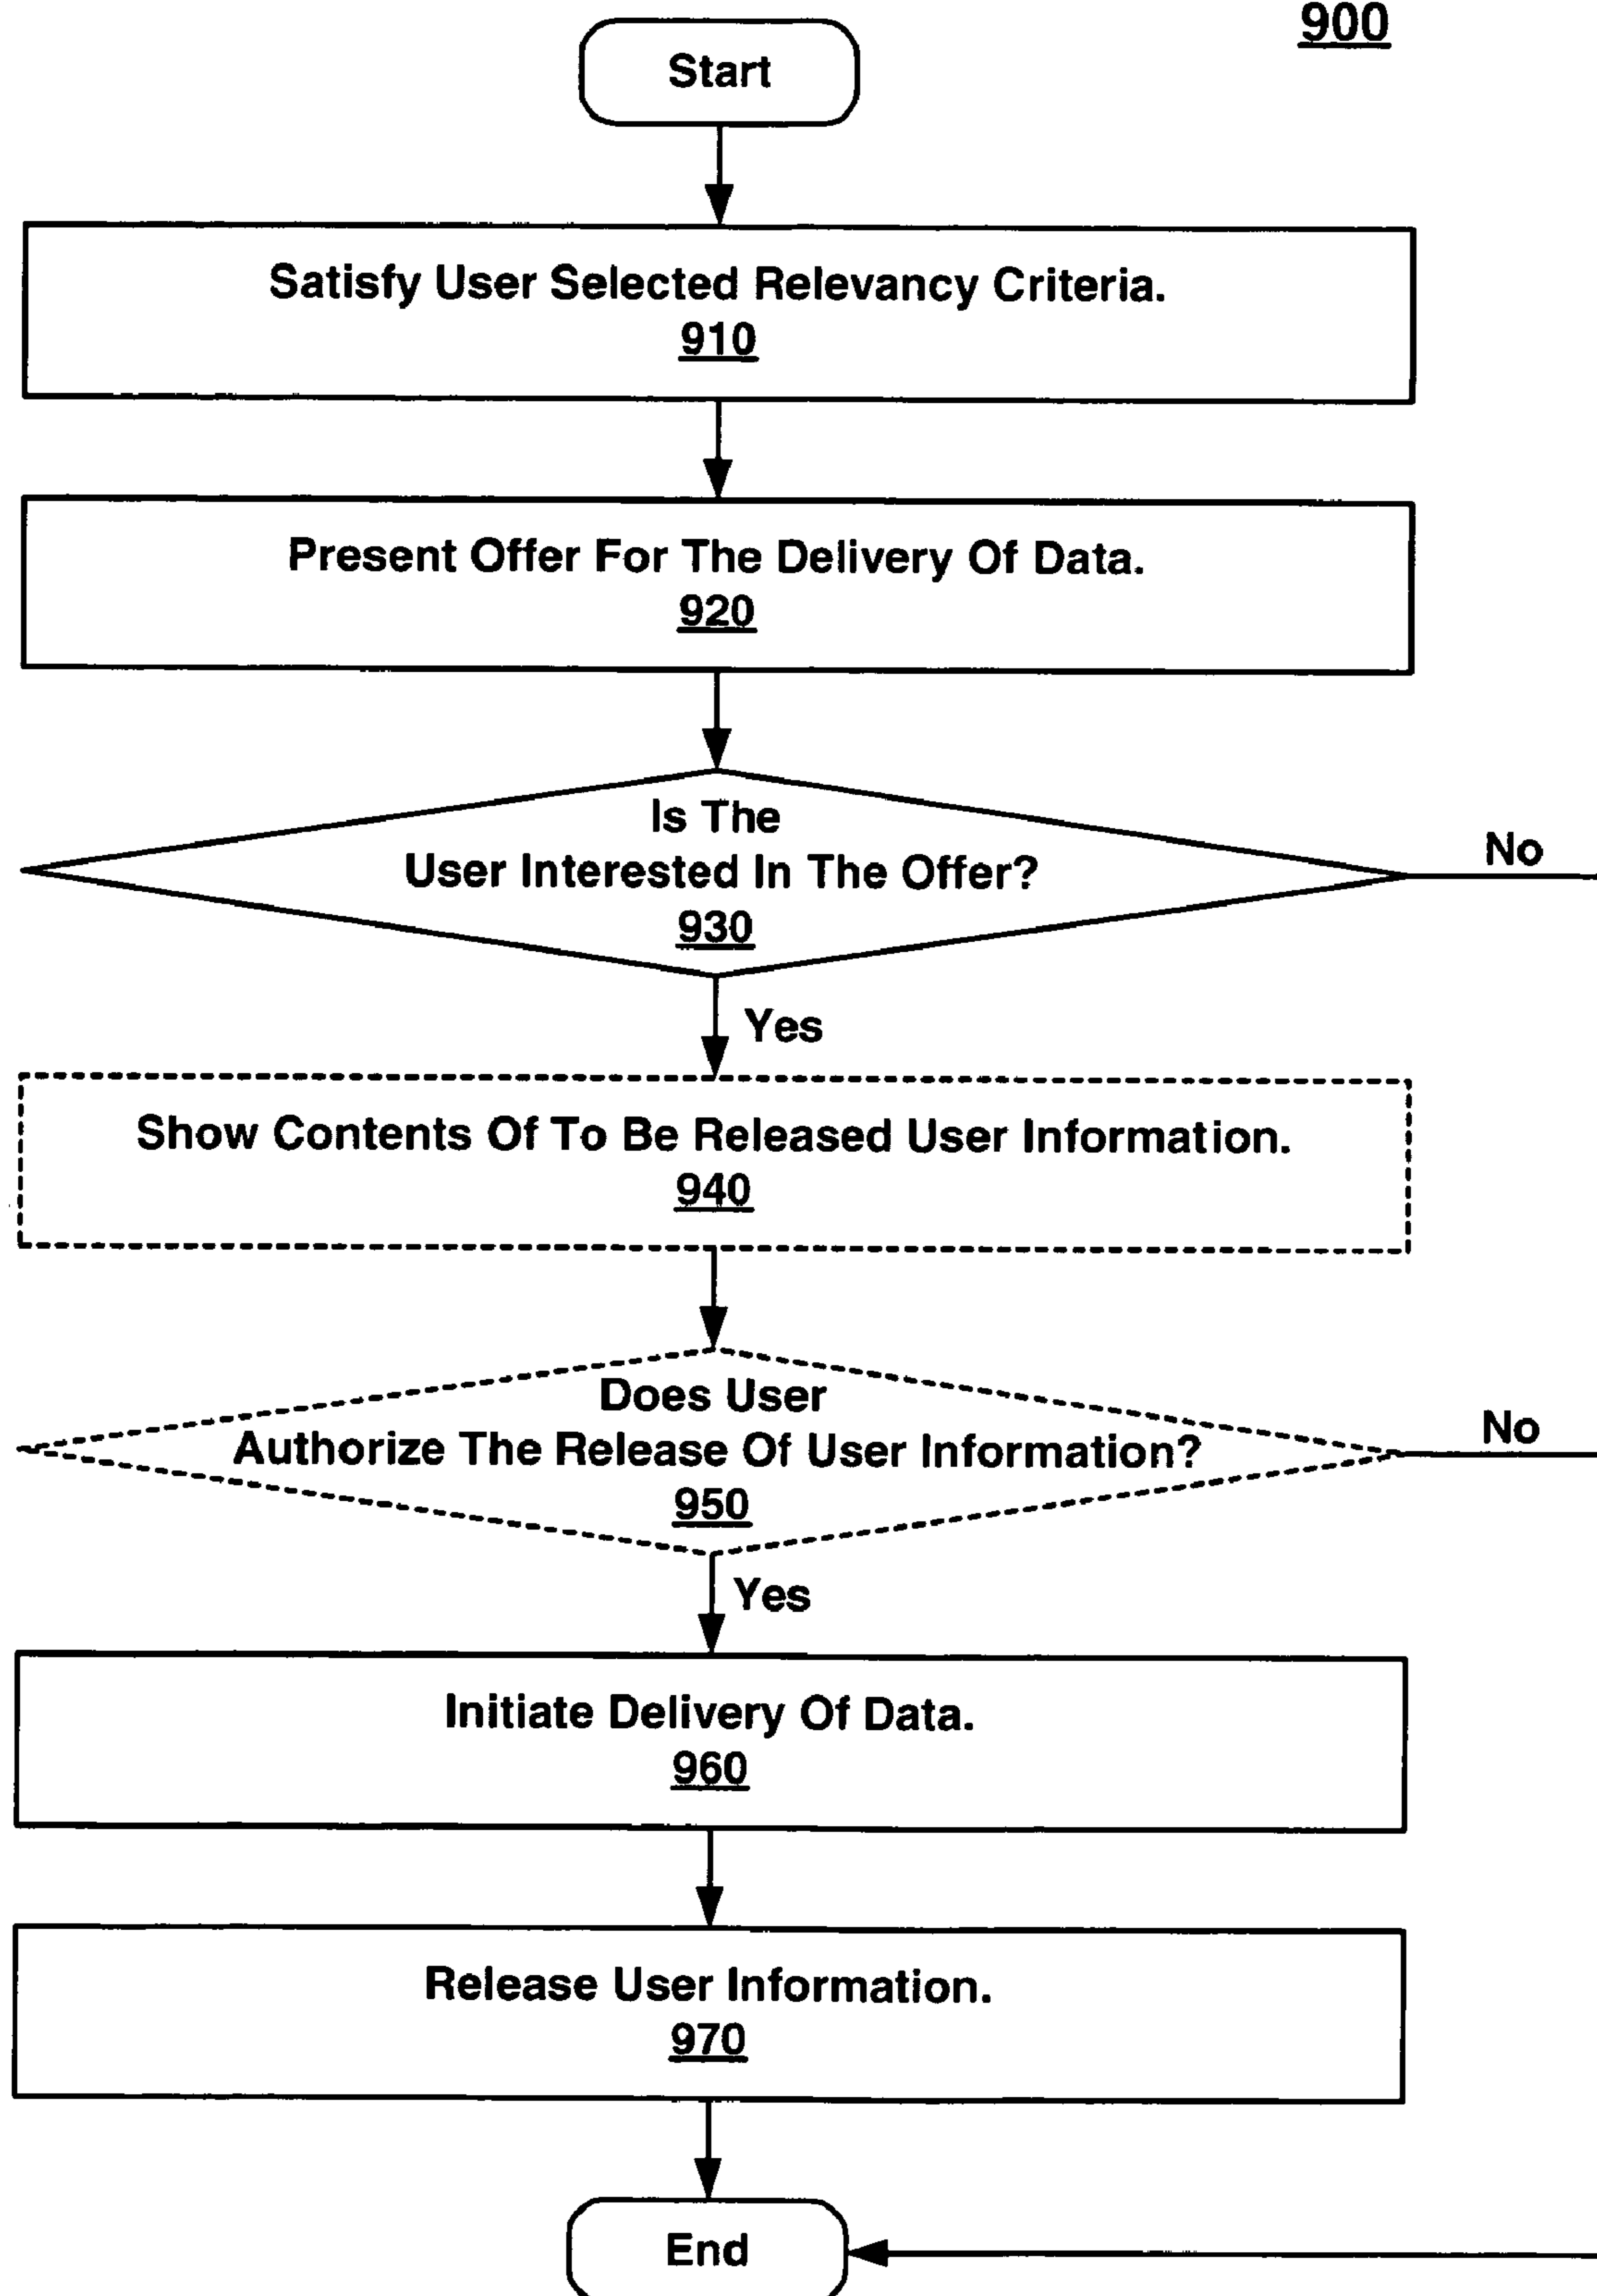 900
Start
Satisfy User Selected Relevancy Criteria.
910
Present Offer For The Delivery Of Data.
920
Is The
User Interested In The Offer?
930
No
Yes
Show Contents Of To Be Released User Information.
940
Does User
Authorize The Release Of User Information?
950
No
Yes
Initiate Delivery Of Data.
960
Release User Information.
970
End